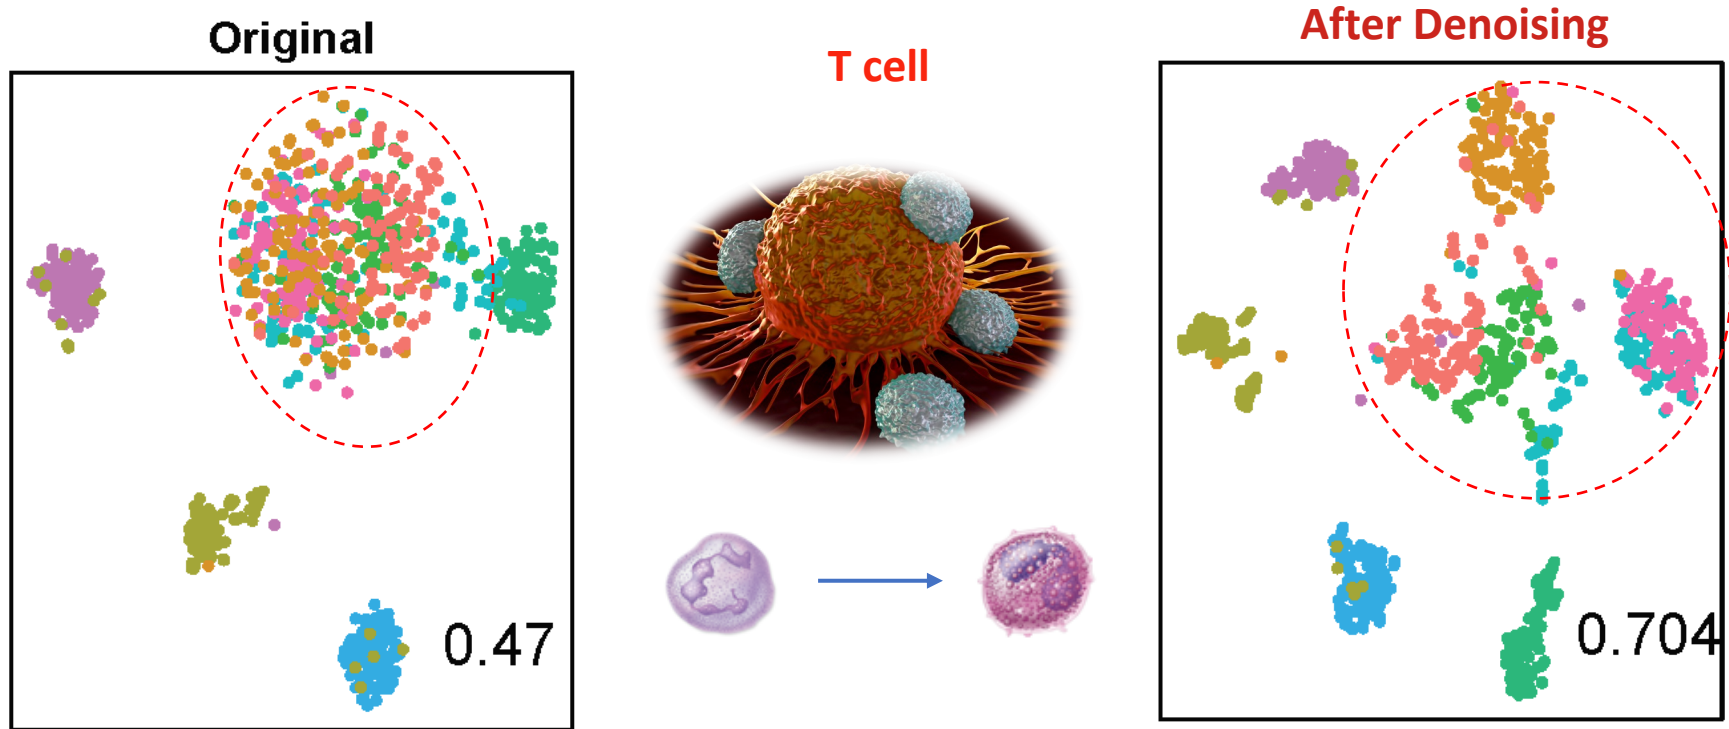 Original
T cell
After Denoising
0.47
0.704